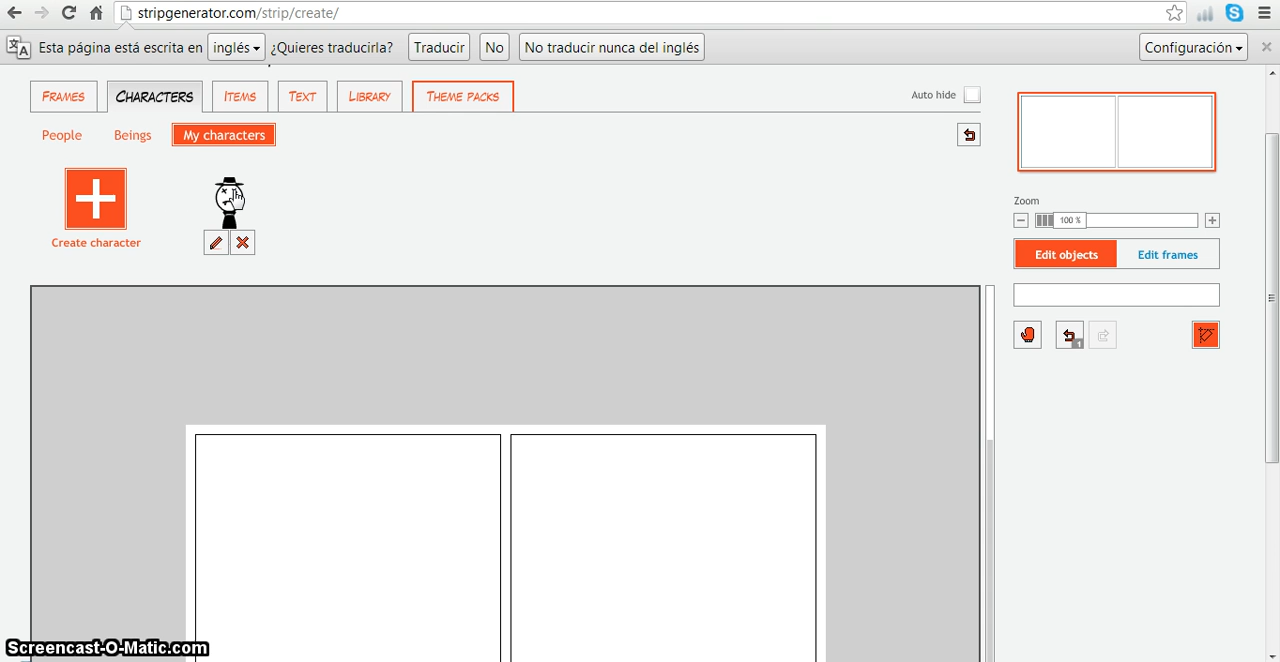 stripgenerator.com/strip/create/
Esta página está escrita en inglés ¿Quieres traducirla? Traducir No No traducir nunca del inglés Configuración
FRAMES CHARACTERS ITEMS TEXT LIBRARY THEME PACKS Auto hide
People Beings My characters
Create character
Zoom
100 %
Edit objects Edit frames
1
Screencast-O-Matic.com